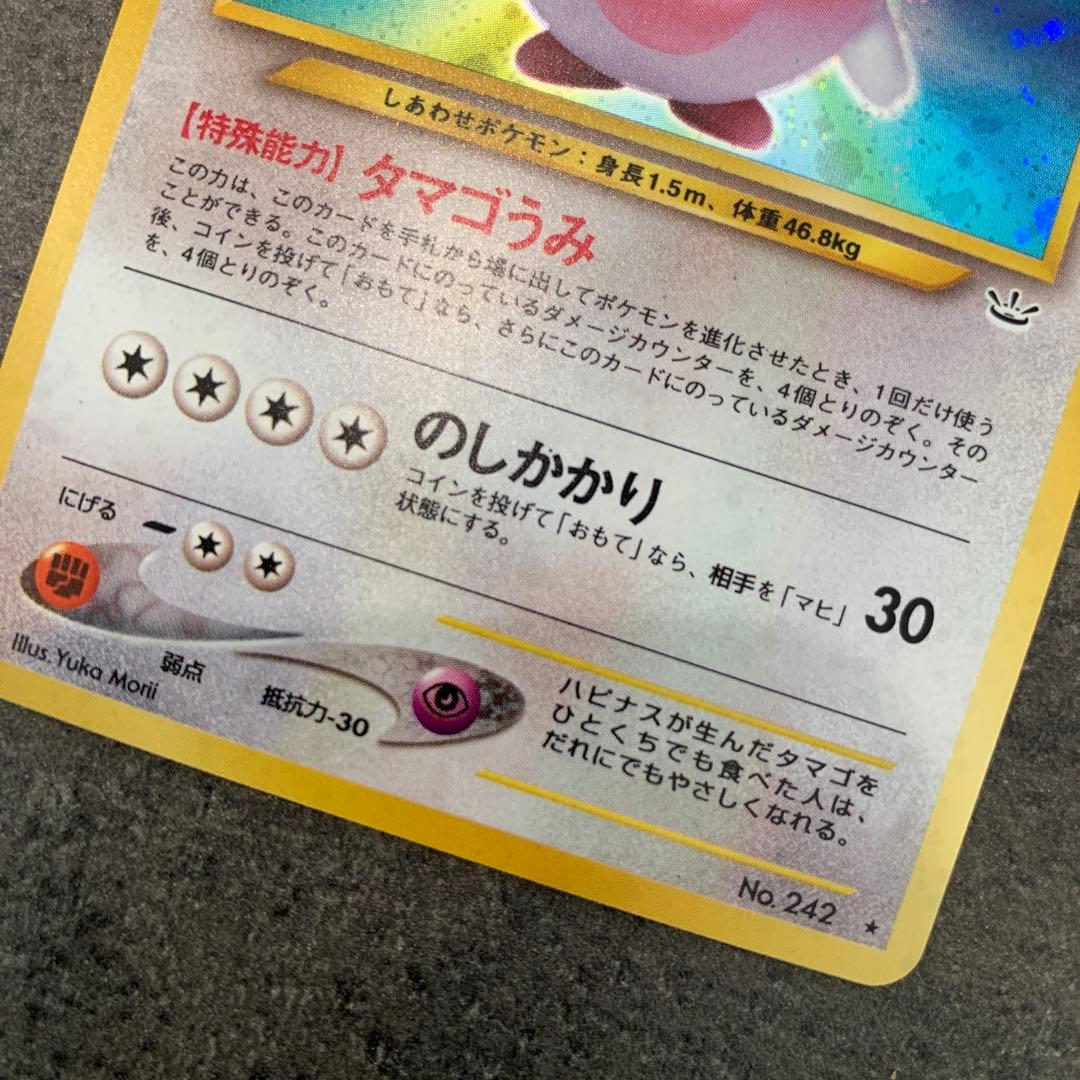 しあわせポケモン：身長1.5m、体重46.8kg
【特殊能力】タマゴうみ
この力は、このカードを手札から場に出してポケモンを進化させたとき、1回だけ使う
ことができる。このカードにのっているダメージカウンターを、4個とりのぞく。その
後、コインを投げて「おもて」なら、さらにこのカードにのっているダメージカウンター
を、4個とりのぞく。
のしかかり
コインを投げて「おもて」なら、相手を「マヒ」
状態にする。
30
にげる
弱点
抵抗力-30
Illus. Yuka Morii
ハピナスが生んだタマゴを
ひとくちでも食べた人は、
だれにでもやさしくなれる。
No. 242 ★